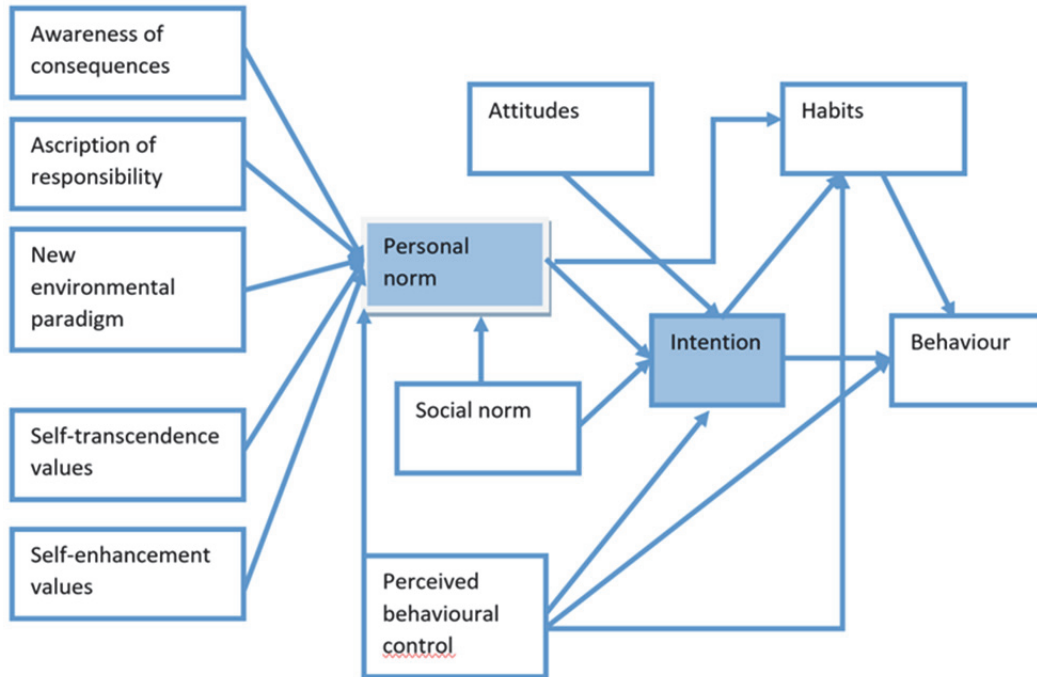 Awareness of
consequences
Ascription of
responsibility
New
environmental
paradigm
Self-transcendence
values
Self-enhancement
values
Personal
norm
Social norm
Perceived
behavioural
control
Attitudes
Intention
Habits
Behaviour